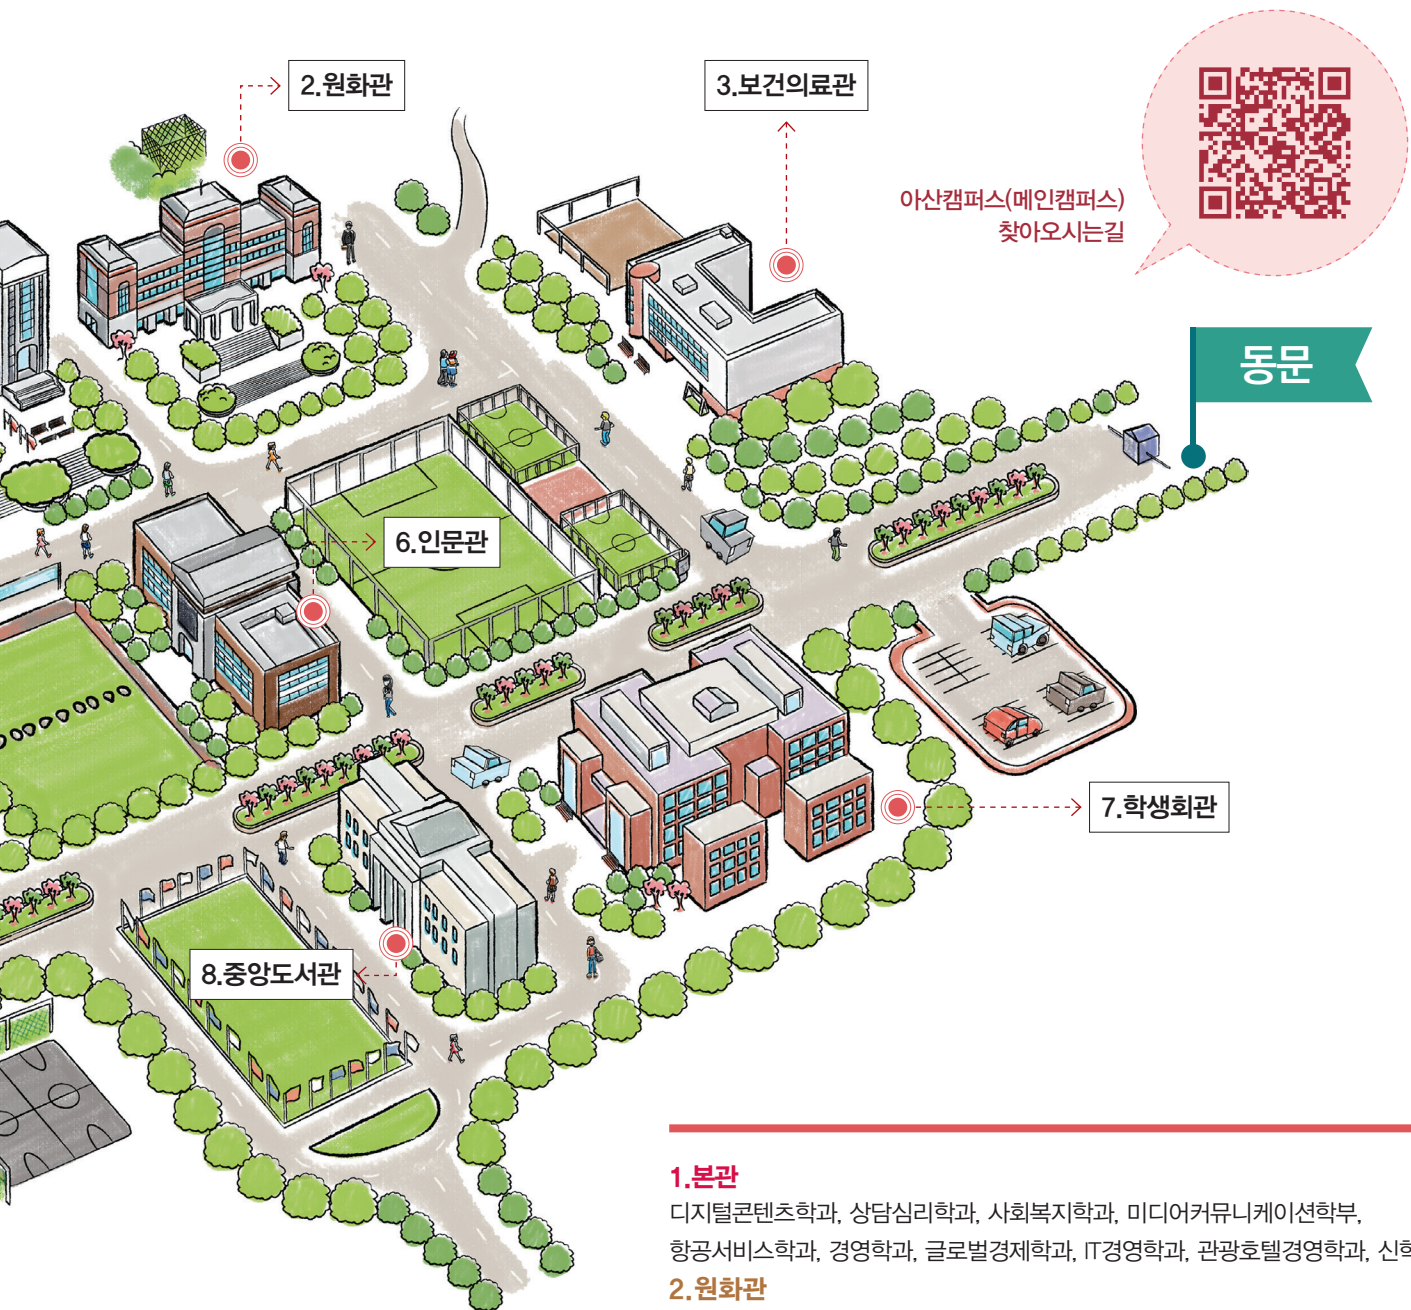 2.원화관
3.보건의료관
아산캠퍼스(메인캠퍼스)
찾아오시는길
동문
6.인문관
7.학생회관
8.중앙도서관
1.본관
디지털콘텐츠학과, 상담심리학과, 사회복지학과, 미디어커뮤니케이션학부,
항공서비스학과, 경영학과, 글로벌경제학과, IT경영학과, 관광호텔경영학과, 신학
2.원화관